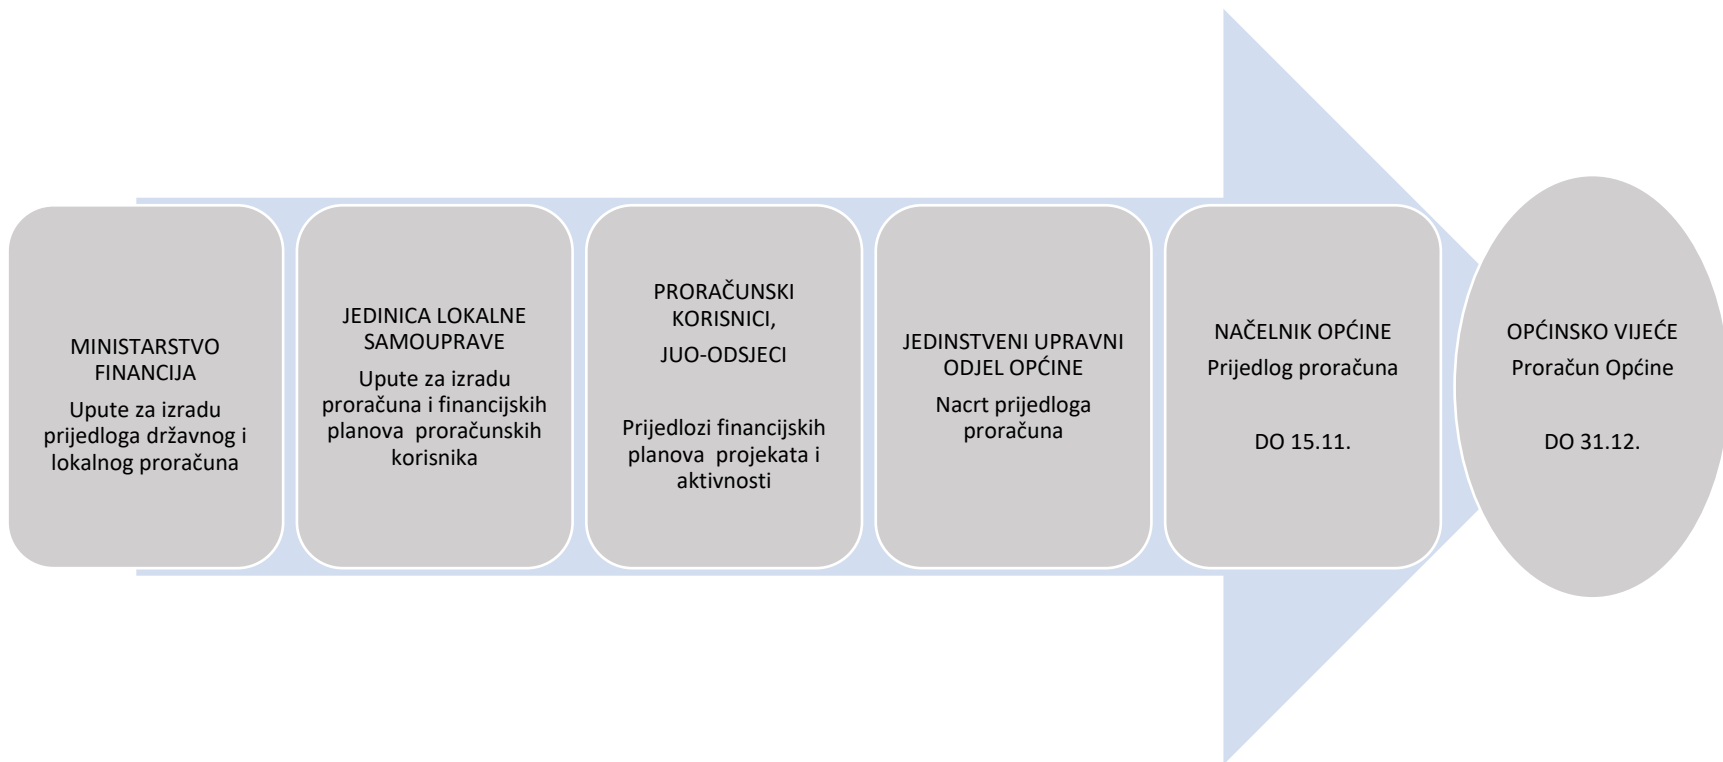 MINISTARSTVO
FINANCIJA
Upute za izradu
prijedloga državnog i
lokalnog proračuna
JEDINICA LOKALNE
SAMOUPRAVE
Upute za izradu
proračuna i financijskih
planova proračunskih
korisnika
PRORAČUNSKI
KORISNICI,
JUO-ODSJECI
Prijedlozi financijskih
planova projekata i
aktivnosti
JEDINSTVENI UPRAVNI
ODJEL OPĆINE
Nacrt prijedloga
proračuna
NAČELNIK OPĆINE
Prijedlog proračuna
DO 15.11.
OPĆINSKO VIJEĆE
Proračun Općine
DO 31.12.